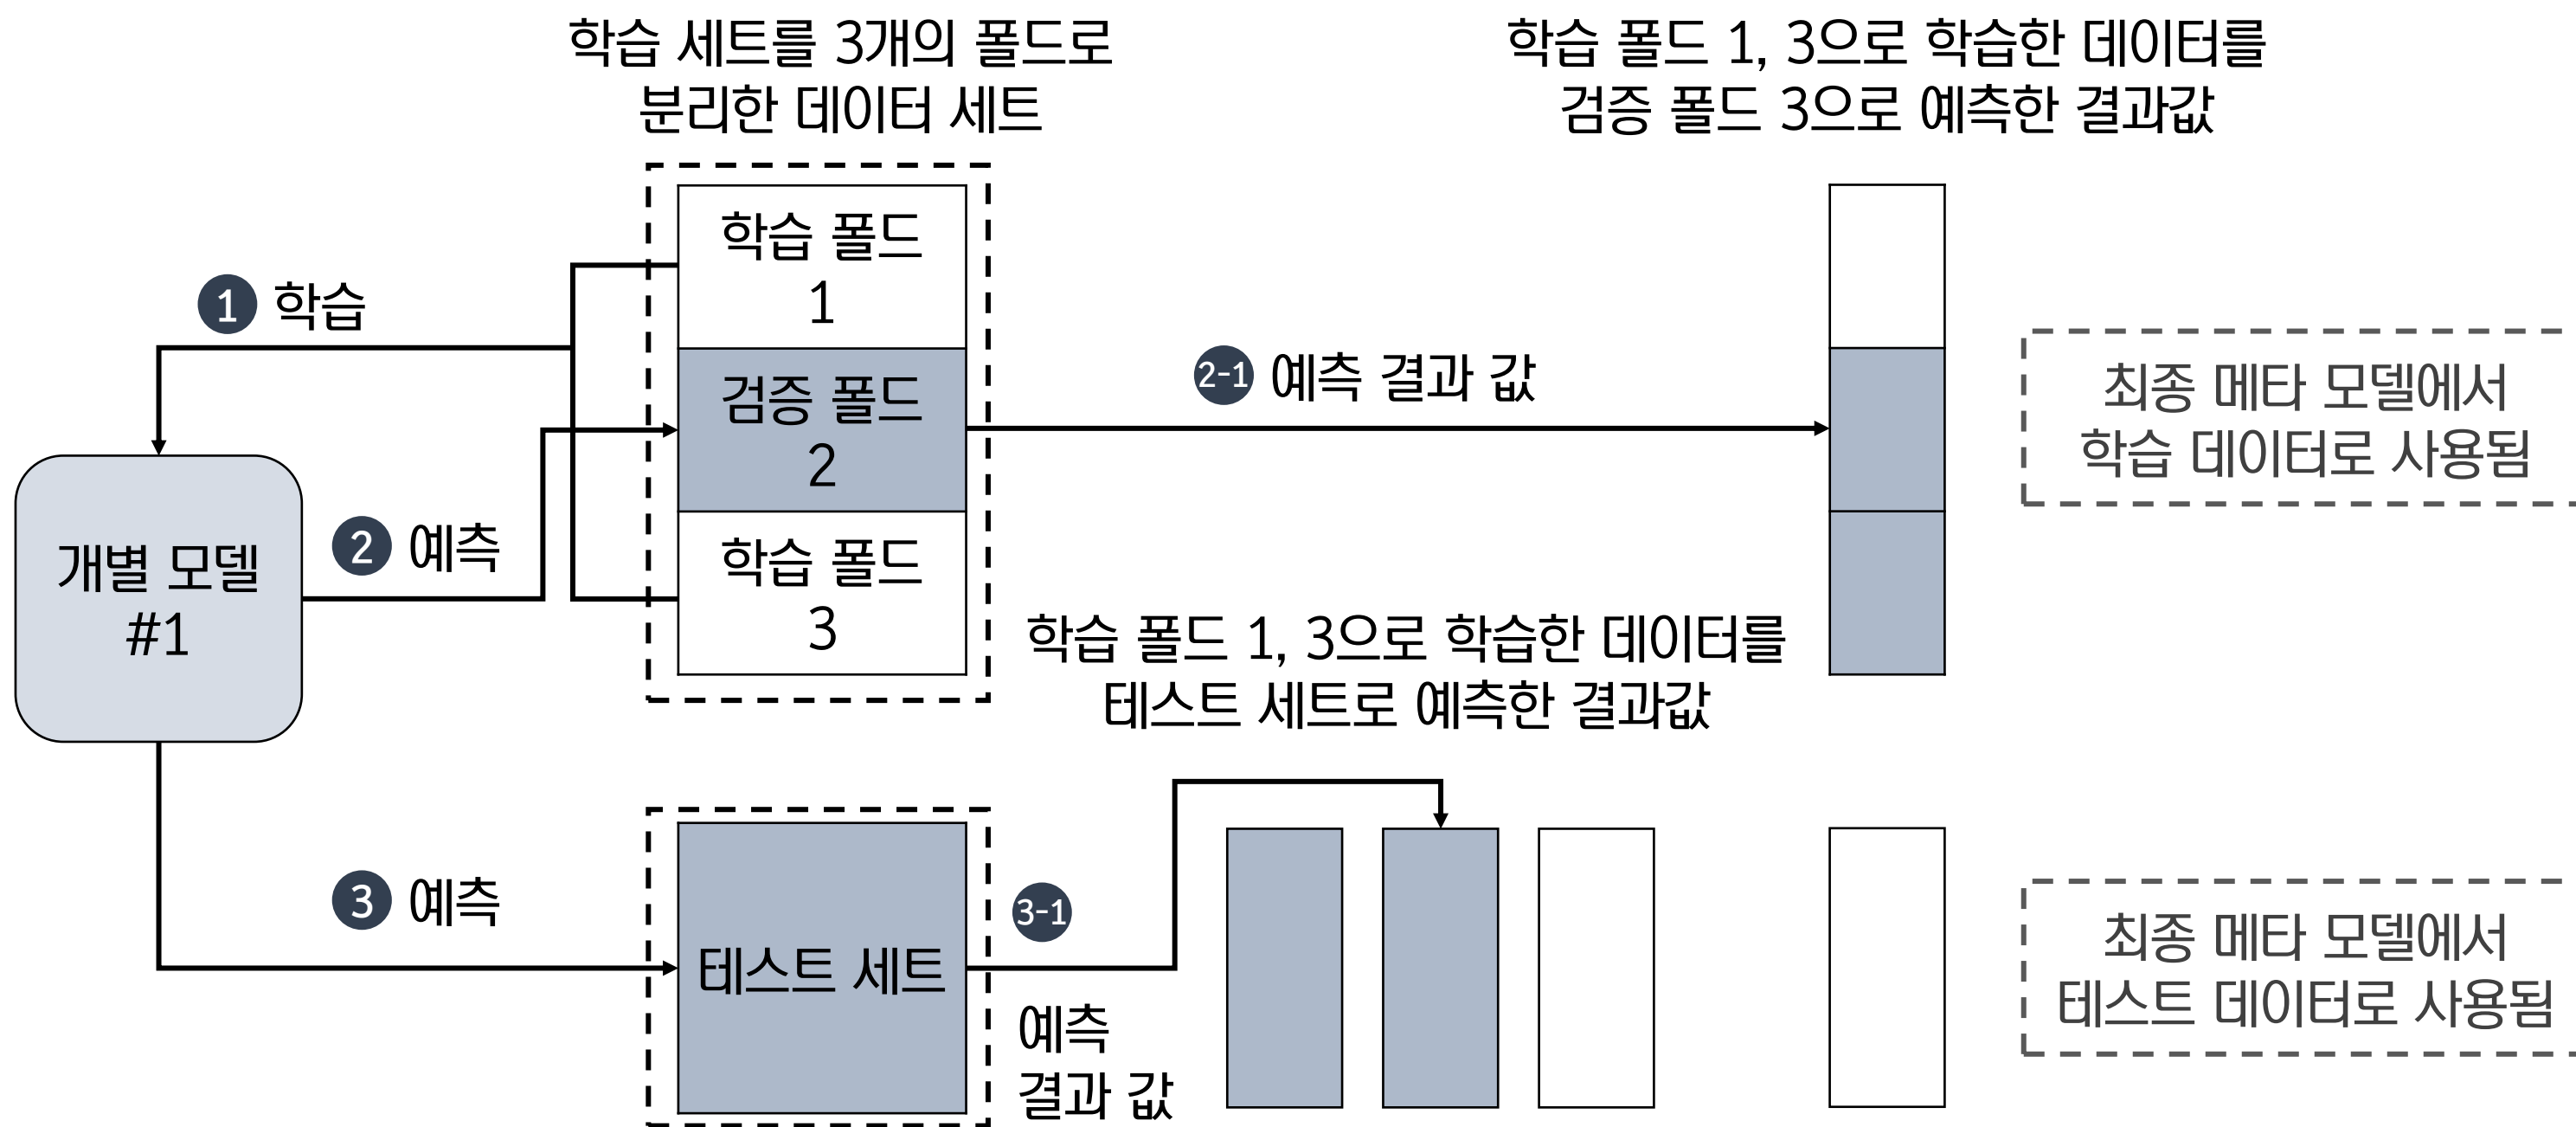 학습 세트를 3개의 폴드로
분리한 데이터 세트
학습 폴드 1, 3으로 학습한 데이터를
검증 폴드 3으로 예측한 결과값
학습 폴드
1
1 학습
검증 폴드
2
2-1 예측 결과 값
최종 메타 모델에서
학습 데이터로 사용됨
개별 모델
#1
2 예측
학습 폴드
3
학습 폴드 1, 3으로 학습한 데이터를
테스트 세트로 예측한 결과값
3 예측
테스트 세트
3-1
예측
결과 값
최종 메타 모델에서
테스트 데이터로 사용됨